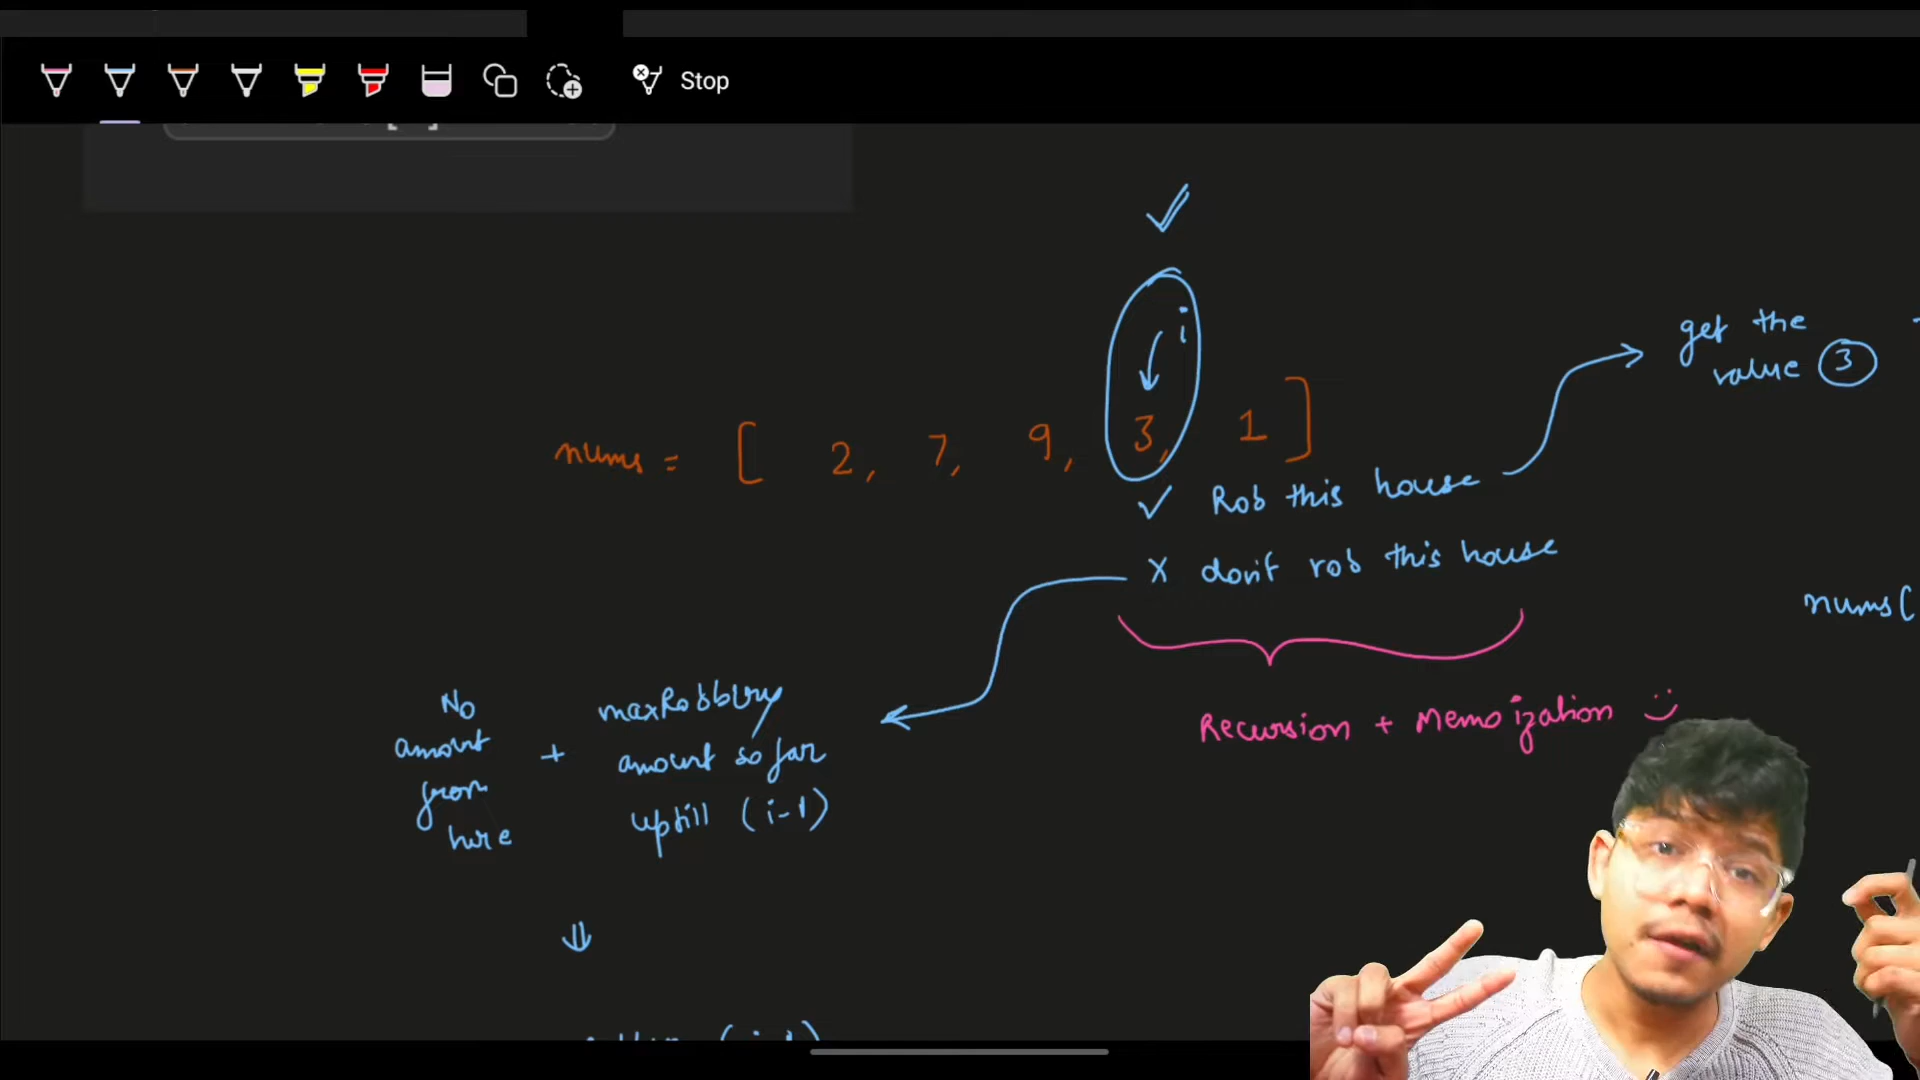 Stop
[ ]
i
get the
value 3
nums = [ 2, 7, 9, 3, 1 ]
✓ Rob this house
x don't rob this house
nums(
No
amount
from
here
+
maxRobbery
amount so far
uptill (i-1)
Recursion + Memoization :)